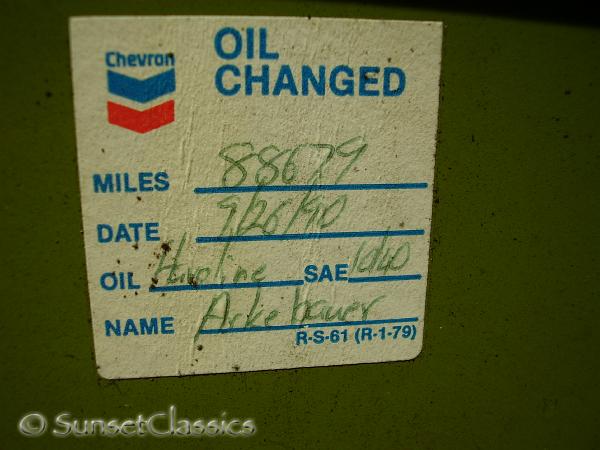 Chevron
OIL
CHANGED
MILES 88679
DATE 9/26/90
OIL Havoline SAE 10/40
NAME Arkebauer
R-S-61 (R-1-79)
© SunsetClassics